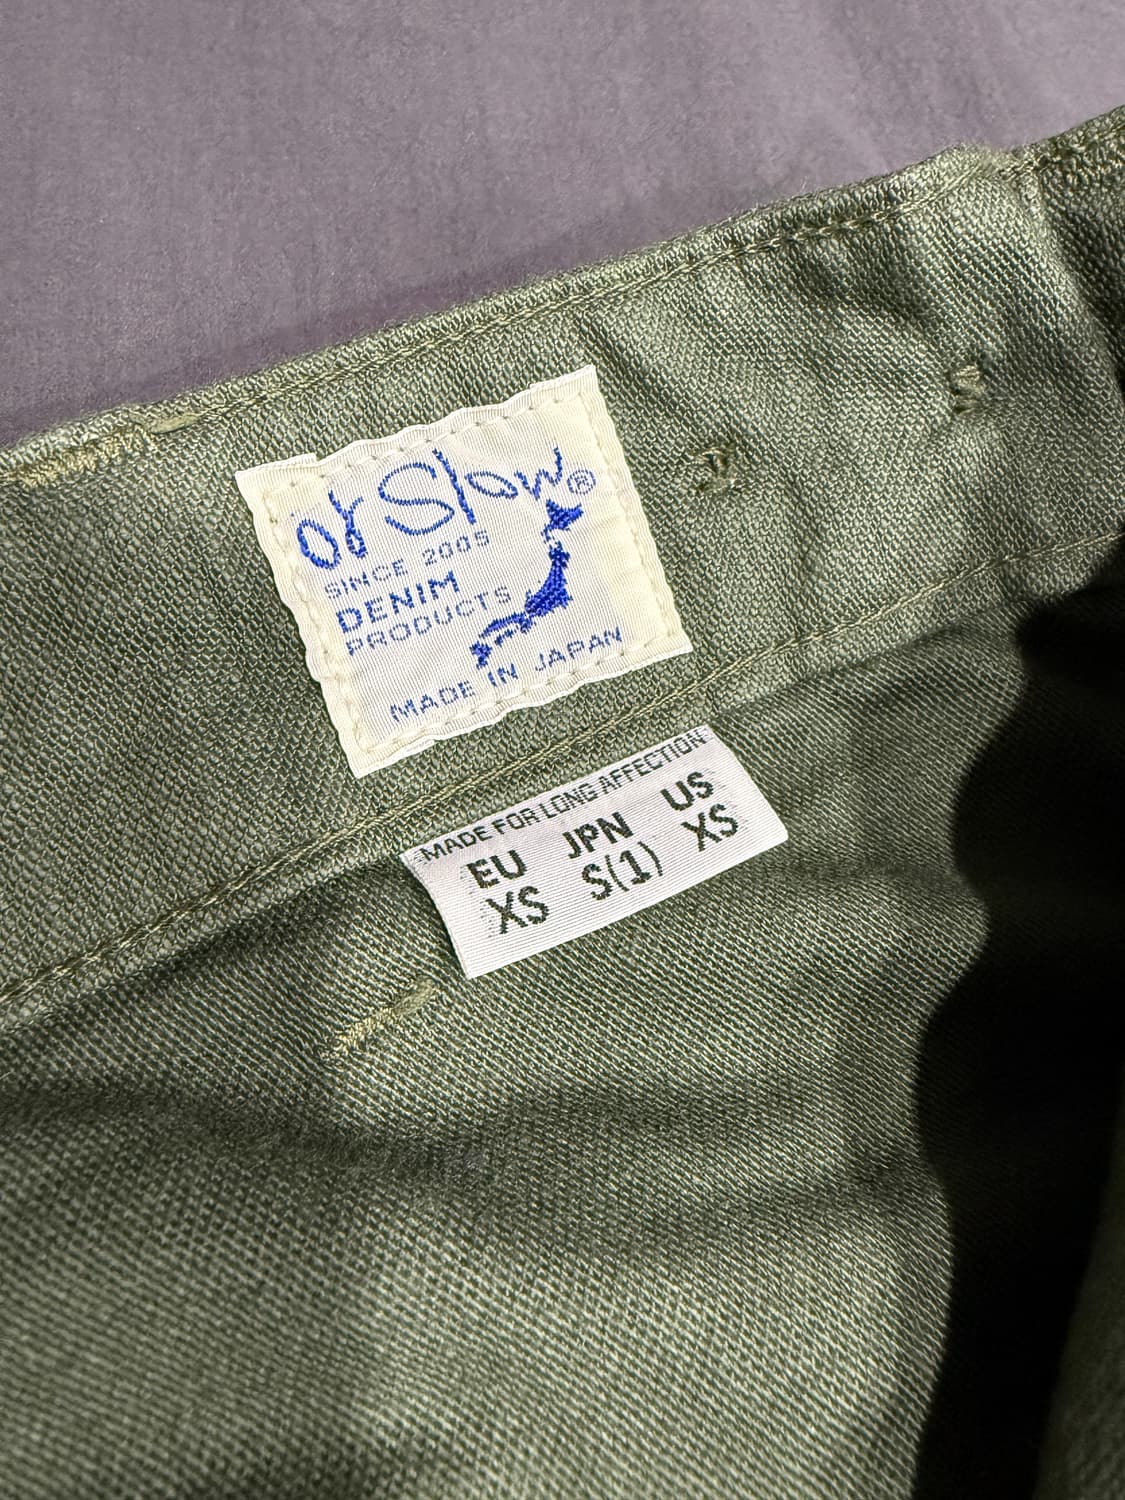 or Slow®
SINCE 2005
DENIM
PRODUCTS
MADE IN JAPAN
MADE FOR LONG AFFECTION
EU JPN US
XS S(1) XS